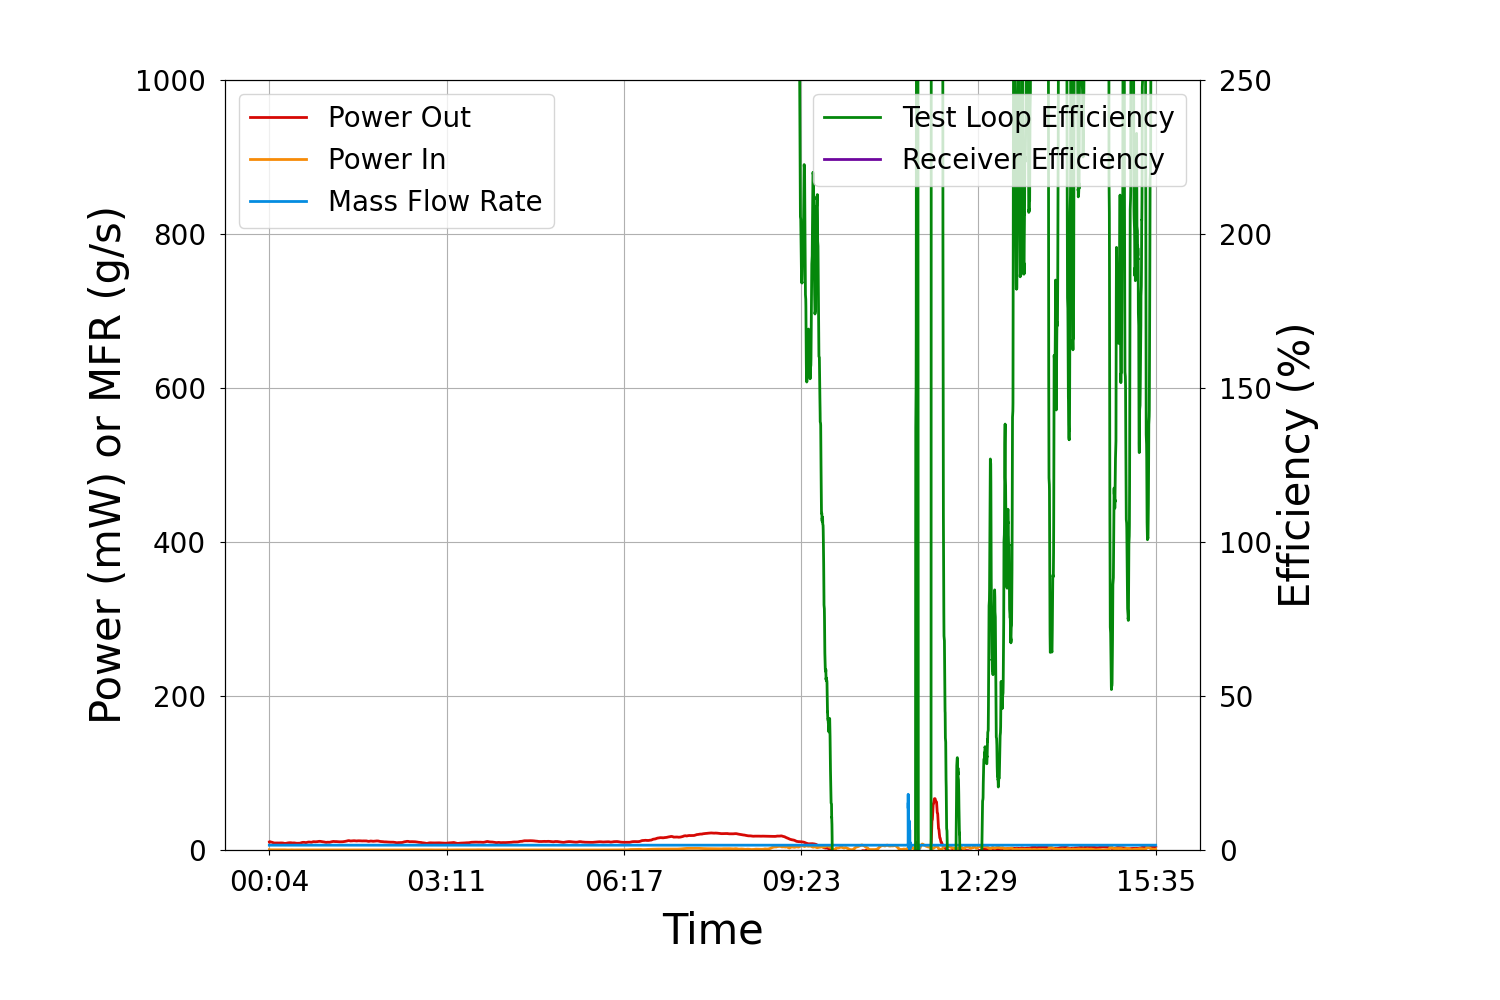 1000
800
600
400
200
0
Power (mW) or MFR (g/s)
Power Out
Power In
Mass Flow Rate
Test Loop Efficiency
Receiver Efficiency
250
200
150
100
50
0
Efficiency (%)
00:04 03:11 06:17 09:23 12:29 15:35
Time